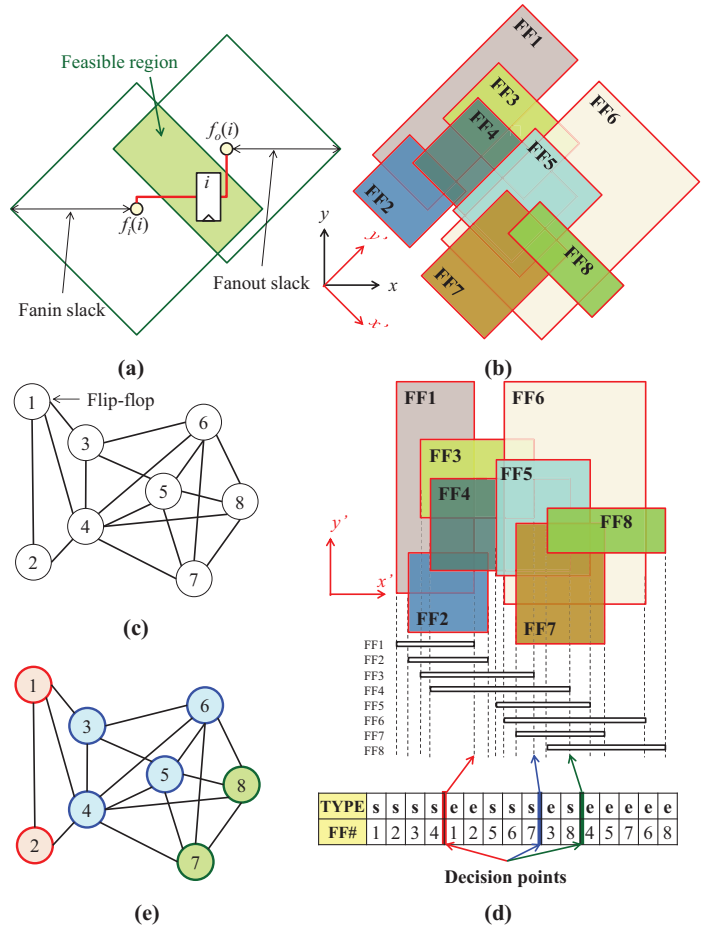 Feasible region
f_o(i)
i
f_i(i)
Fanout slack
Fanin slack
(a)
y
x
y'
x'
FF1
FF3
FF6
FF4
FF5
FF2
FF8
FF7
(b)
1
Flip-flop
6
3
5
8
4
2
7
(c)
FF1
FF6
FF3
FF5
FF4
FF8
y'
x'
FF2
FF7
FF1
FF2
FF3
FF4
FF5
FF6
FF7
FF8
TYPE s s s s e e s s s e s e e e e e
FF# 1 2 3 4 1 2 5 6 7 3 8 4 5 7 6 8
Decision points
(d)
1
6
3
5
8
4
2
7
(e)